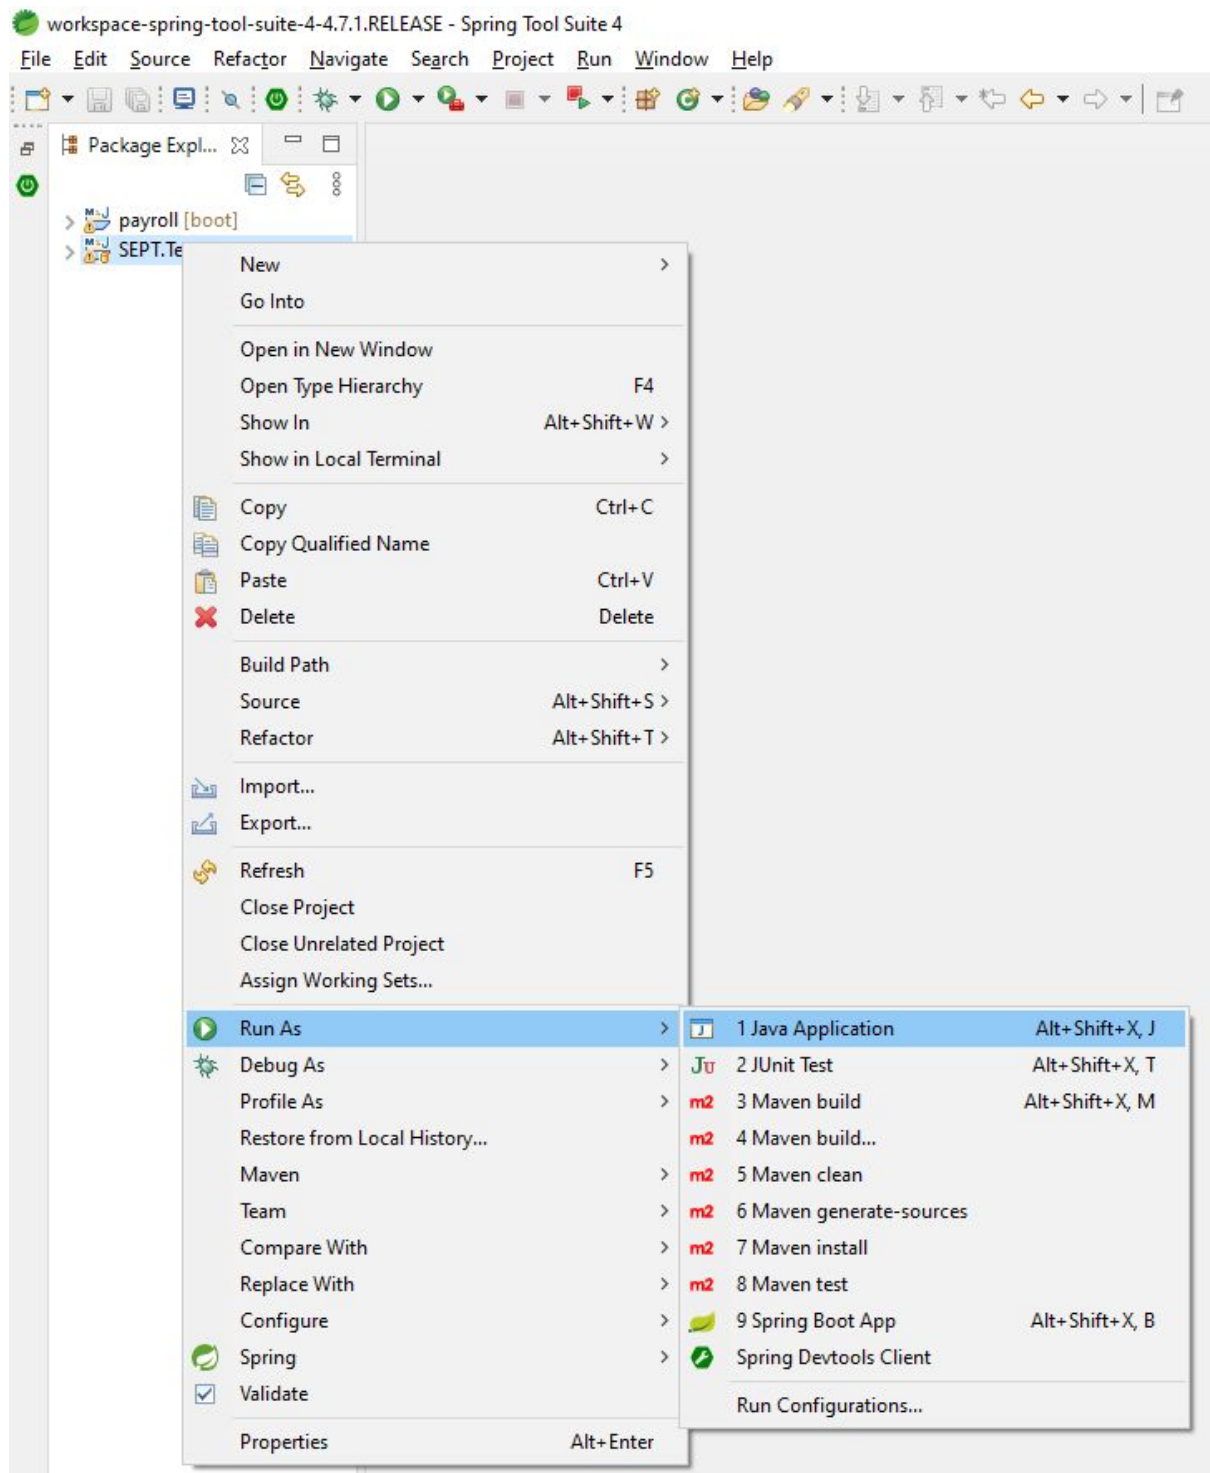 workspace-spring-tool-suite-4-4.7.1.RELEASE - Spring Tool Suite 4
File Edit Source Refactor Navigate Search Project Run Window Help
Package Expl...
payroll [boot]
SEPT.Te
New
Go Into
Open in New Window
Open Type Hierarchy F4
Show In Alt+Shift+W
Show in Local Terminal
Copy Ctrl+C
Copy Qualified Name
Paste Ctrl+V
Delete Delete
Build Path
Source Alt+Shift+S
Refactor Alt+Shift+T
Import...
Export...
Refresh F5
Close Project
Close Unrelated Project
Assign Working Sets...
Run As
Debug As
Profile As
Restore from Local History...
Maven
Team
Compare With
Replace With
Configure
Spring
Validate
Properties Alt+Enter
J 1 Java Application Alt+Shift+X, J
Ju 2 JUnit Test Alt+Shift+X, T
m2 3 Maven build Alt+Shift+X, M
m2 4 Maven build...
m2 5 Maven clean
m2 6 Maven generate-sources
m2 7 Maven install
m2 8 Maven test
9 Spring Boot App Alt+Shift+X, B
Spring Devtools Client
Run Configurations...